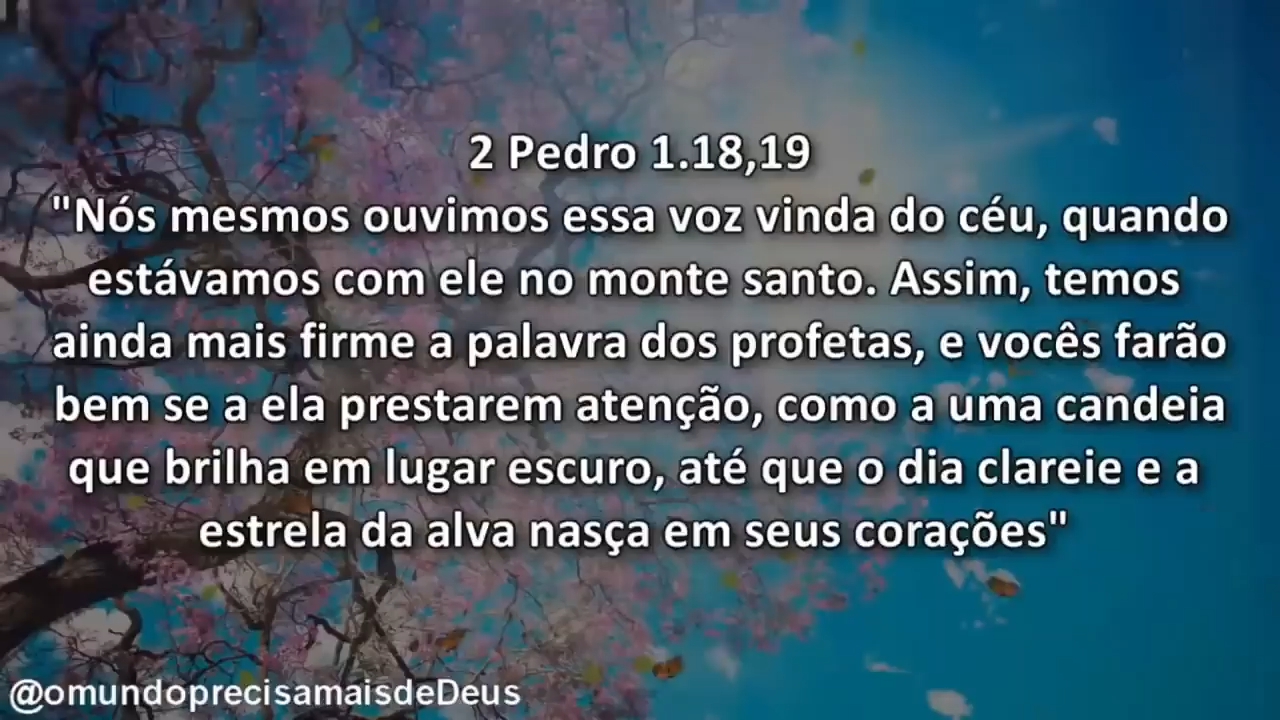 2 Pedro 1.18,19
"Nós mesmos ouvimos essa voz vinda do céu, quando
estávamos com ele no monte santo. Assim, temos
ainda mais firme a palavra dos profetas, e vocês farão
bem se a ela prestarem atenção, como a uma candeia
que brilha em lugar escuro, até que o dia clareie e a
estrela da alva nasça em seus corações"
@omundoprecisamaisdeDeus